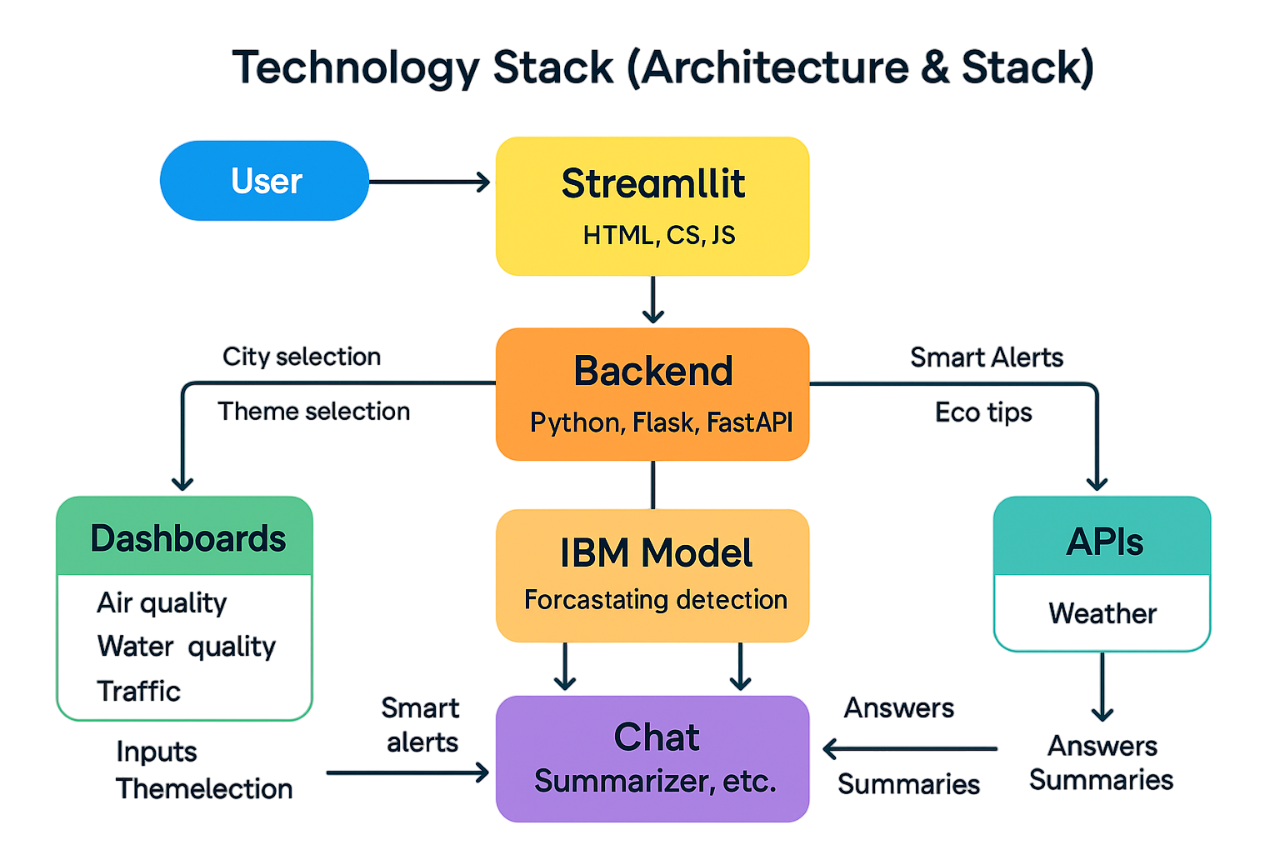 Technology Stack (Architecture & Stack)
User
Streamllit
HTML, CS, JS
City selection
Theme selection
Backend
Python, Flask, FastAPI
Smart Alerts
Eco tips
Dashboards
Air quality
Water quality
Traffic
IBM Model
Forcastating detection
APIs
Weather
Inputs
Themelection
Smart
alerts
Chat
Summarizer, etc.
Answers
Summaries
Answers
Summaries